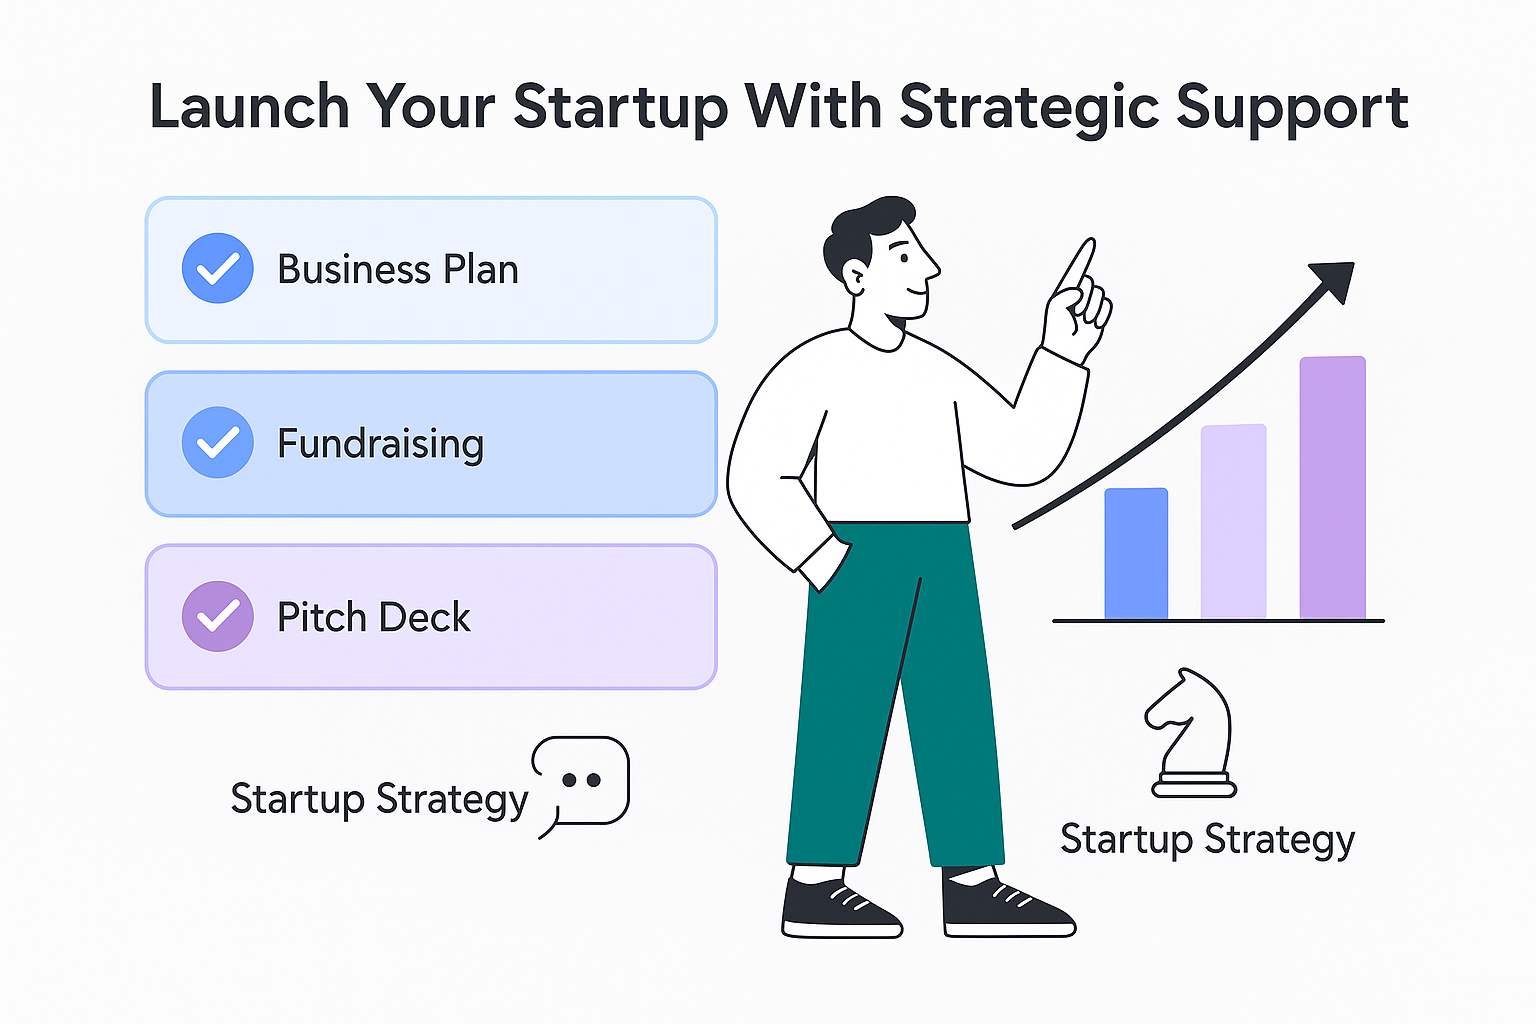 Launch Your Startup With Strategic Support
Business Plan
Fundraising
Pitch Deck
Startup Strategy
Startup Strategy